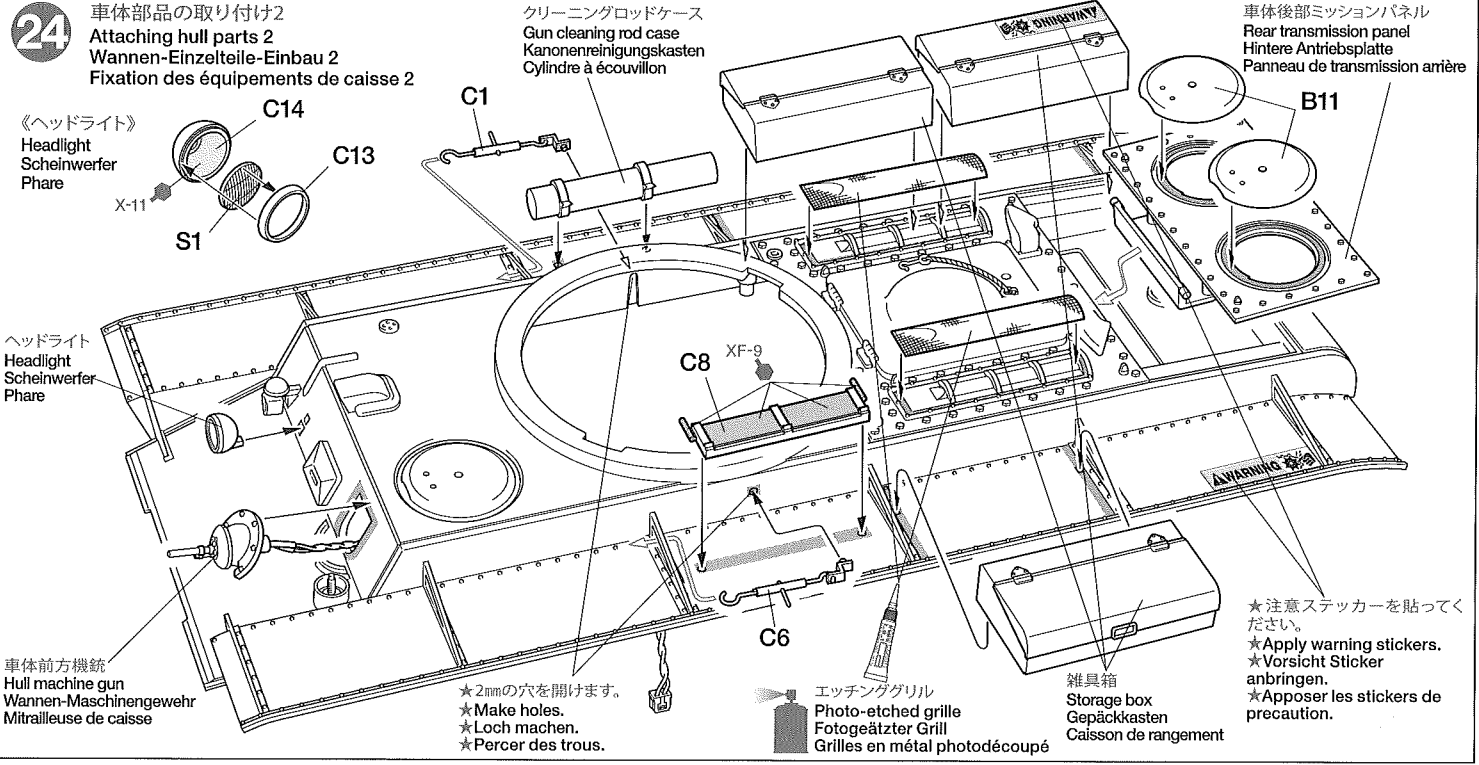 24
車体部品の取り付け2
Attaching hull parts 2
Wannen-Einzelteile-Einbau 2
Fixation des équipements de caisse 2
《ヘッドライト》
Headlight
Scheinwerfer
Phare
C14
C13
X-11
S1
C1
クリーニングロッドケース
Gun cleaning rod case
Kanonenreinigungskasten
Cylindre à écouvillon
WARNING
車体後部ミッションパネル
Rear transmission panel
Hintere Antriebsplatte
Panneau de transmission arrière
B11
ヘッドライト
Headlight
Scheinwerfer
Phare
C8
XF-9
WARNING
車体前方機銃
Hull machine gun
Wannen-Maschinengewehr
Mitrailleuse de caisse
★2mmの穴を開けます。
★Make holes.
★Loch machen.
★Percer des trous.
C6
エッチンググリル
Photo-etched grille
Fotogeätzter Grill
Grilles en métal photodécoupé
雑具箱
Storage box
Gepäckkasten
Caisson de rangement
★注意ステッカーを貼ってく
ださい。
★Apply warning stickers.
★Vorsicht Sticker
anbringen.
★Apposer les stickers de
precaution.